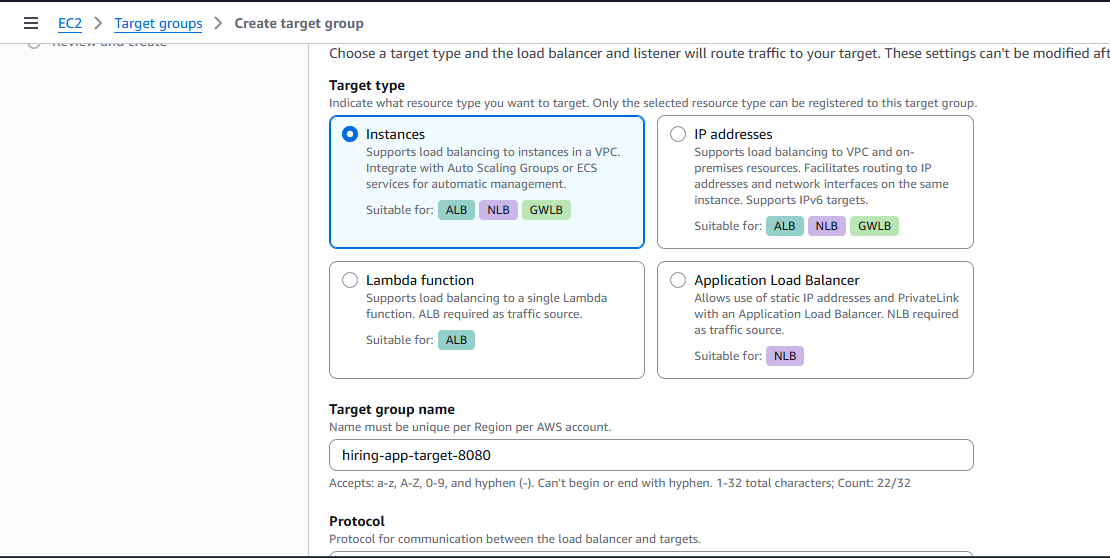 EC2 > Target groups > Create target group
Review and create
Choose a target type and the load balancer and listener will route traffic to your target. These settings can't be modified aft
Target type
Indicate what resource type you want to target. Only the selected resource type can be registered to this target group.
Instances
Supports load balancing to instances in a VPC.
Integrate with Auto Scaling Groups or ECS
services for automatic management.
Suitable for: ALB NLB GWLB
IP addresses
Supports load balancing to VPC and on-
premises resources. Facilitates routing to IP
addresses and network interfaces on the same
instance. Supports IPv6 targets.
Suitable for: ALB NLB GWLB
Lambda function
Supports load balancing to a single Lambda
function. ALB required as traffic source.
Suitable for: ALB
Application Load Balancer
Allows use of static IP addresses and PrivateLink
with an Application Load Balancer. NLB required
as traffic source.
Suitable for: NLB
Target group name
Name must be unique per Region per AWS account.
hiring-app-target-8080
Accepts: a-z, A-Z, 0-9, and hyphen (-). Can't begin or end with hyphen. 1-32 total characters; Count: 22/32
Protocol
Protocol for communication between the load balancer and targets.